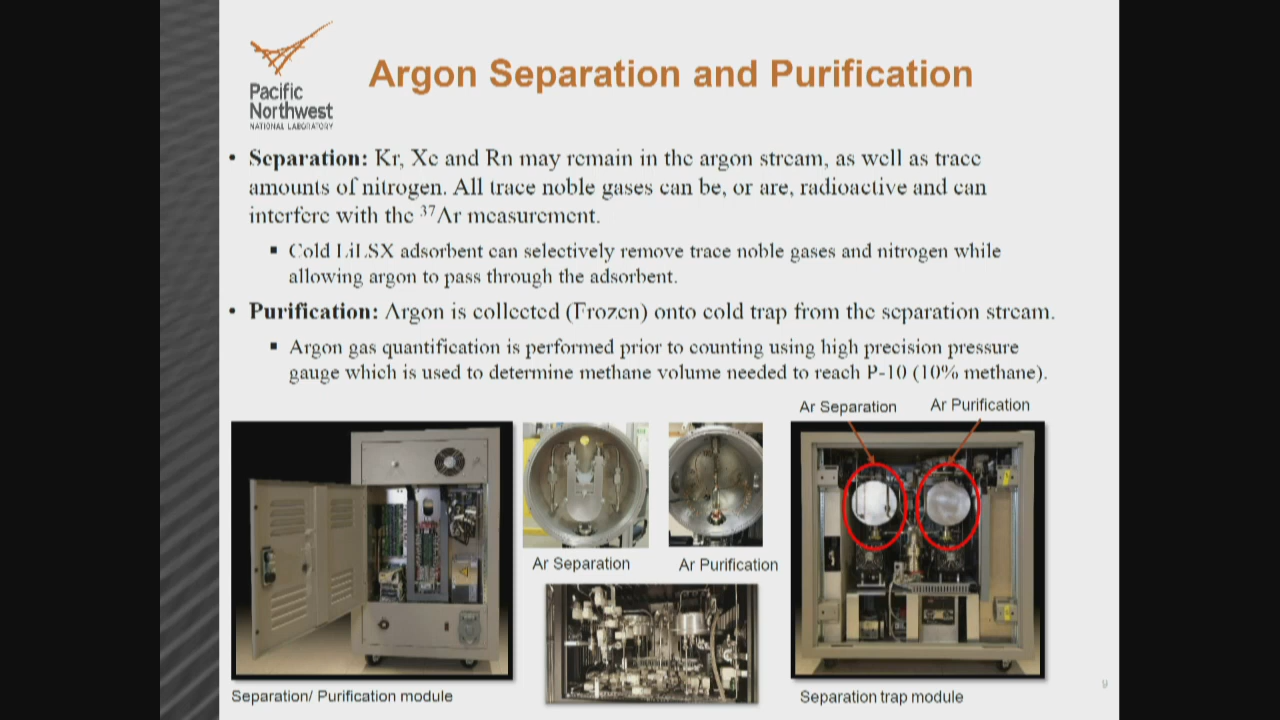 Pacific
Northwest
NATIONAL LABORATORY
Argon Separation and Purification
• Separation: Kr, Xe and Rn may remain in the argon stream, as well as trace
amounts of nitrogen. All trace noble gases can be, or are, radioactive and can
interfere with the ³⁷Ar measurement.
▪ Cold LiLSX adsorbent can selectively remove trace noble gases and nitrogen while
allowing argon to pass through the adsorbent.
• Purification: Argon is collected (Frozen) onto cold trap from the separation stream.
▪ Argon gas quantification is performed prior to counting using high precision pressure
gauge which is used to determine methane volume needed to reach P-10 (10% methane).
Ar Separation
Ar Purification
Ar Separation
Ar Purification
Separation/ Purification module
Separation trap module
9